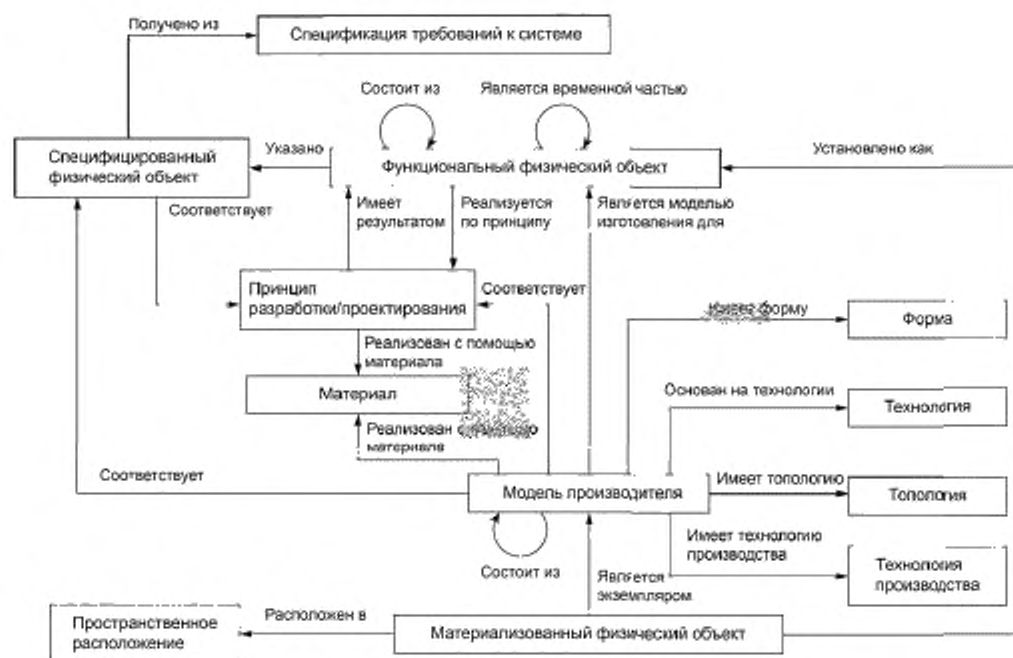 Получено из
Спецификация требований к системе
Состоит из
Является временной частью
Спецификцированный
физический объект
Указано
Функциональный физический объект
Установлено как
Соответствует
Имеет
результатом
Реализуется
по принципу
Является моделью
изготовления для
Принцип
разработки/проектирования
Соответствует
форму
Форма
Реализован с помощью
материала
Материал
Основан на технологии
Технология
Реализован
материала
Соответствует
Модель производителя
Имеет топологию
Топология
Состоит из
Имеет технологию
производства
Технология
производства
Является
экземпляром
Пространственное
расположение
Расположен в
Материализованный физический объект